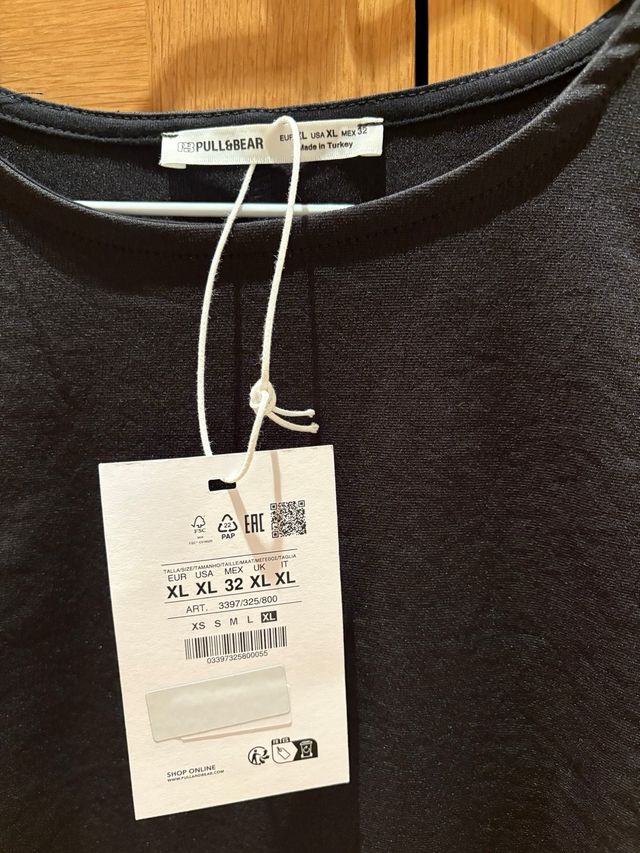 PULL&BEAR EUR XL USA XL MEX 32
Made in Turkey
FSC
22
PAP
EAC
TALLA/SIZE/TAMANHO/TAILLE/MAAT/ΜΕΓΕΘΟΣ/TAGLIA
EUR USA MEX UK IT
XL XL 32 XL XL
ART. 3397/325/800
XS S M L XL
03397325800055
SHOP ONLINE
WWW.PULLANDBEAR.COM